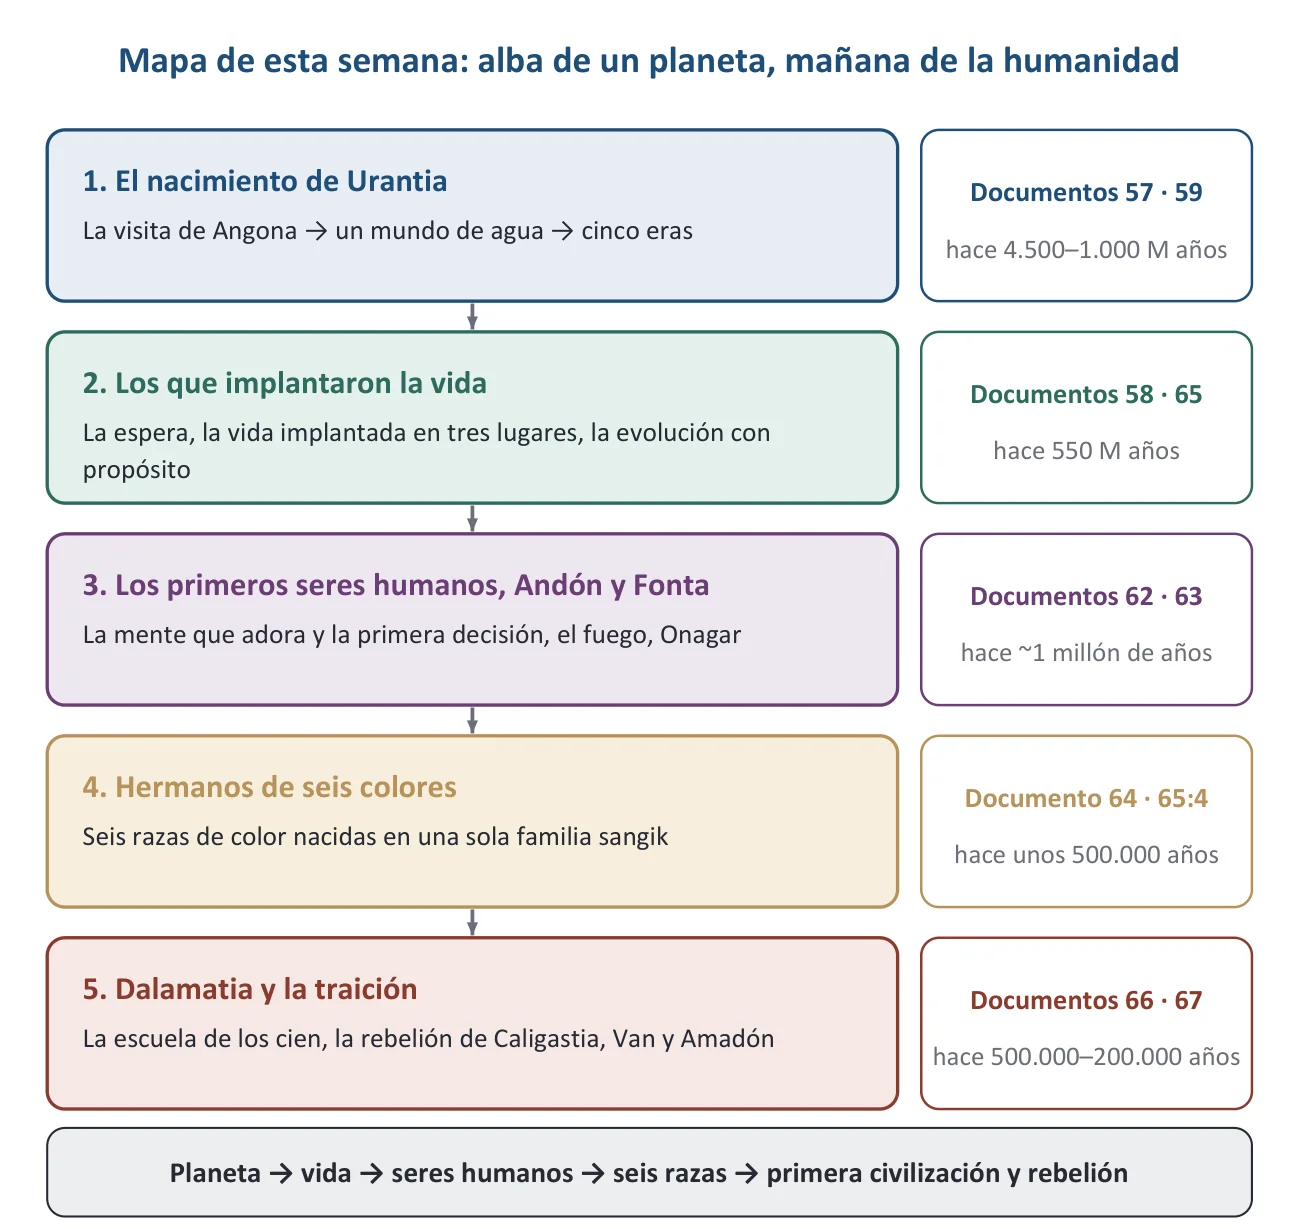 Mapa de esta semana: alba de un planeta, mañana de la humanidad
1. El nacimiento de Urantia
La visita de Angona → un mundo de agua → cinco eras
Documentos 57 · 59
hace 4.500–1.000 M años
2. Los que implantaron la vida
La espera, la vida implantada en tres lugares, la evolución con
propósito
Documentos 58 · 65
hace 550 M años
3. Los primeros seres humanos, Andón y Fonta
La mente que adora y la primera decisión, el fuego, Onagar
Documentos 62 · 63
hace ~1 millón de años
4. Hermanos de seis colores
Seis razas de color nacidas en una sola familia sangik
Documento 64 · 65:4
hace unos 500.000 años
5. Dalamatia y la traición
La escuela de los cien, la rebelión de Caligastia, Van y Amadón
Documentos 66 · 67
hace 500.000–200.000 años
Planeta → vida → seres humanos → seis razas → primera civilización y rebelión